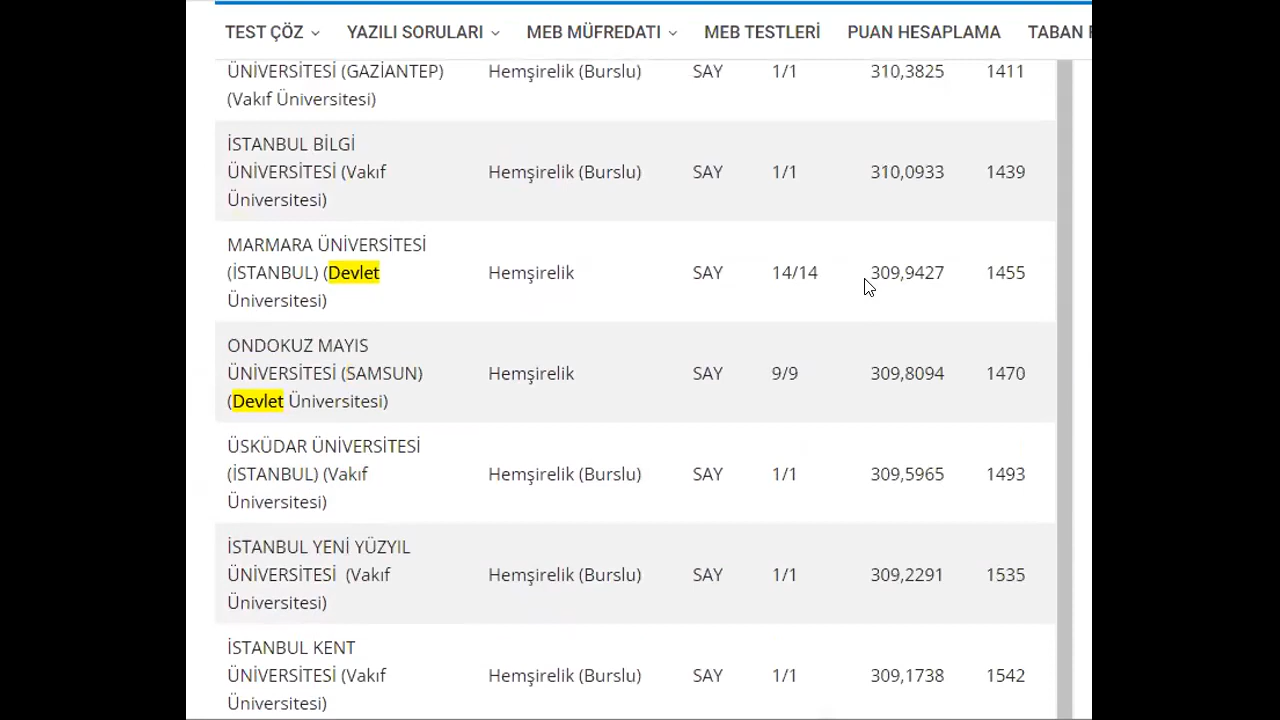 TEST ÇÖZ YAZILI SORULARI MEB MÜFREDATI MEB TESTLERİ PUAN HESAPLAMA TABAN
ÜNİVERSİTESİ (GAZİANTEP) Hemşirelik (Burslu) SAY 1/1 310,3825 1411
(Vakıf Üniversitesi)
İSTANBUL BİLGİ
ÜNİVERSİTESİ (Vakıf Hemşirelik (Burslu) SAY 1/1 310,0933 1439
Üniversitesi)
MARMARA ÜNİVERSİTESİ
(İSTANBUL) (Devlet Hemşirelik SAY 14/14 309,9427 1455
Üniversitesi)
ONDOKUZ MAYIS
ÜNİVERSİTESİ (SAMSUN) Hemşirelik SAY 9/9 309,8094 1470
(Devlet Üniversitesi)
ÜSKÜDAR ÜNİVERSİTESİ
(İSTANBUL) (Vakıf Hemşirelik (Burslu) SAY 1/1 309,5965 1493
Üniversitesi)
İSTANBUL YENİ YÜZYIL
ÜNİVERSİTESİ (Vakıf Hemşirelik (Burslu) SAY 1/1 309,2291 1535
Üniversitesi)
İSTANBUL KENT
ÜNİVERSİTESİ (Vakıf Hemşirelik (Burslu) SAY 1/1 309,1738 1542
Üniversitesi)